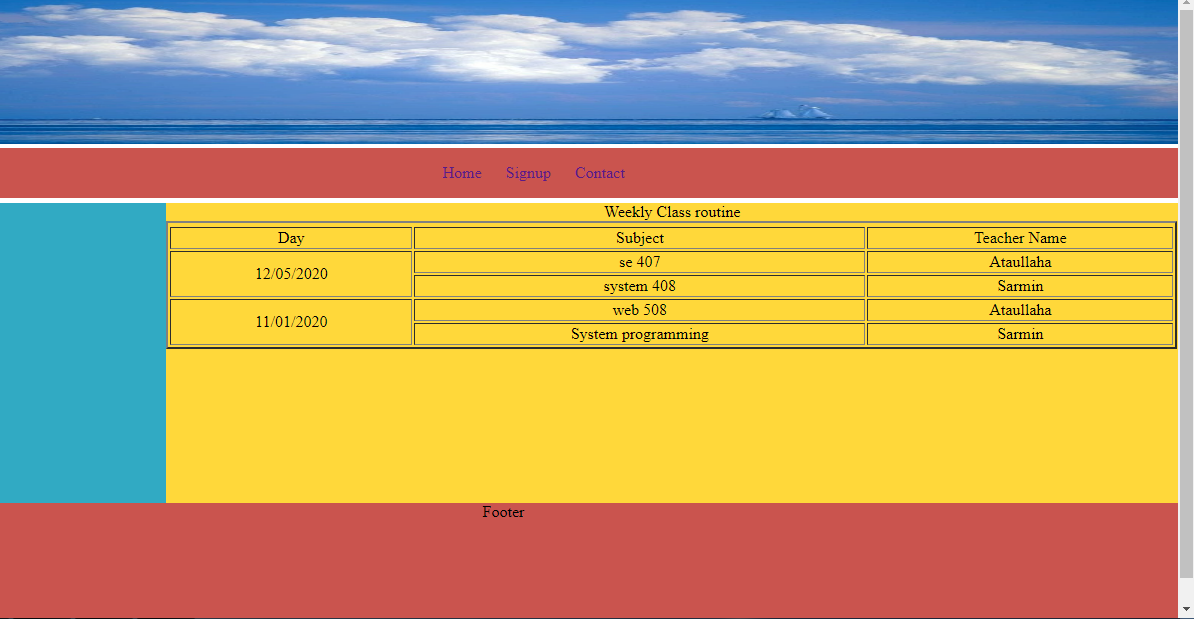 Home Signup Contact
Weekly Class routine
Day Subject Teacher Name
12/05/2020 se 407 Ataullaha
system 408 Sarmin
11/01/2020 web 508 Ataullaha
System programming Sarmin
Footer